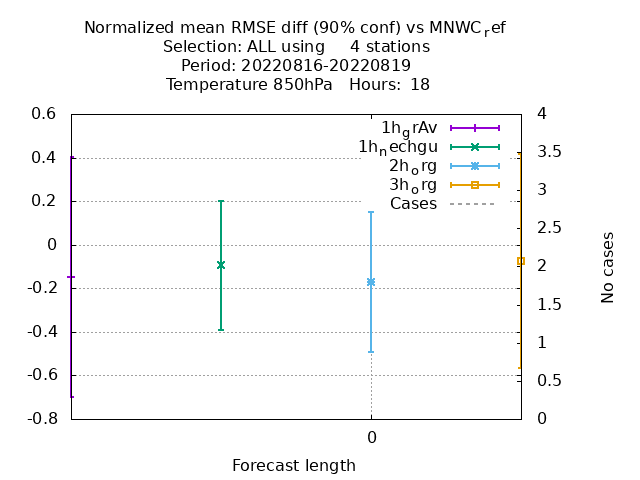 Normalized mean RMSE diff (90% conf) vs MNWC_ref
Selection: ALL using     4 stations
Period: 20220816-20220819
Temperature 850hPa   Hours:  18
0.6
0.4
0.2
0
-0.2
-0.4
-0.6
-0.8
4
3.5
3
2.5
2
1.5
1
0.5
0
1h_grAv
1h_nechgu
2h_org
3h_org
Cases
No cases
0
Forecast length